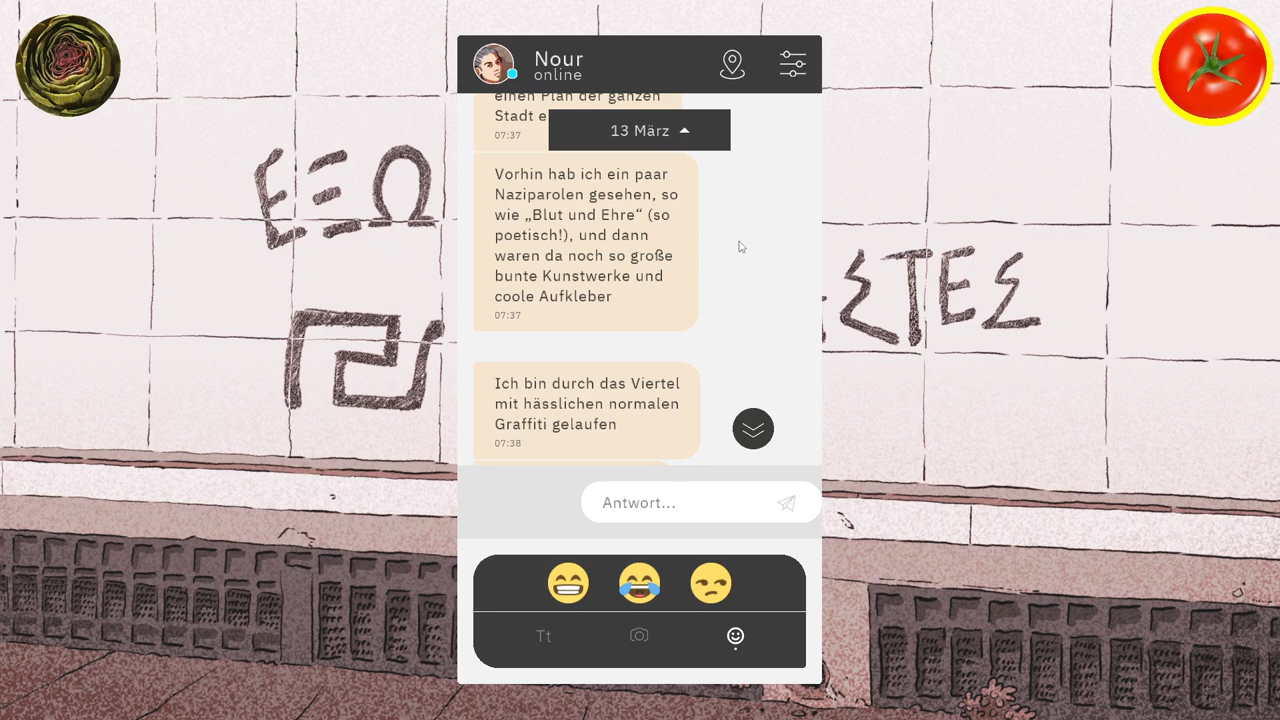 Nour
online
einen Plan der ganzen
Stadt e
07:37
13 März
Vorhin hab ich ein paar
Naziparolen gesehen, so
wie „Blut und Ehre“ (so
poetisch!), und dann
waren da noch so große
bunte Kunstwerke und
coole Aufkleber
07:37
Ich bin durch das Viertel
mit hässlichen normalen
Graffiti gelaufen
07:38
Antwort...
Tt
ΕΞΩ
ΣΤΕΣ